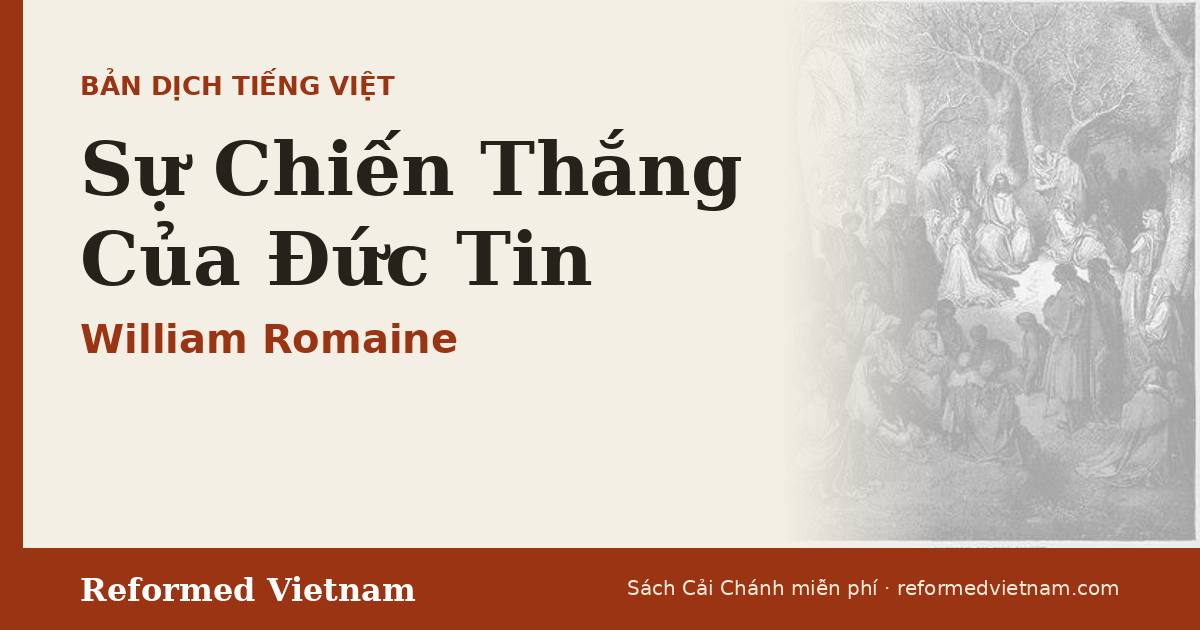 BẢN DỊCH TIẾNG VIỆT
Sự Chiến Thắng
Của Đức Tin
William Romaine
Reformed Vietnam
Sách Cải Chánh miễn phí · reformedvietnam.com